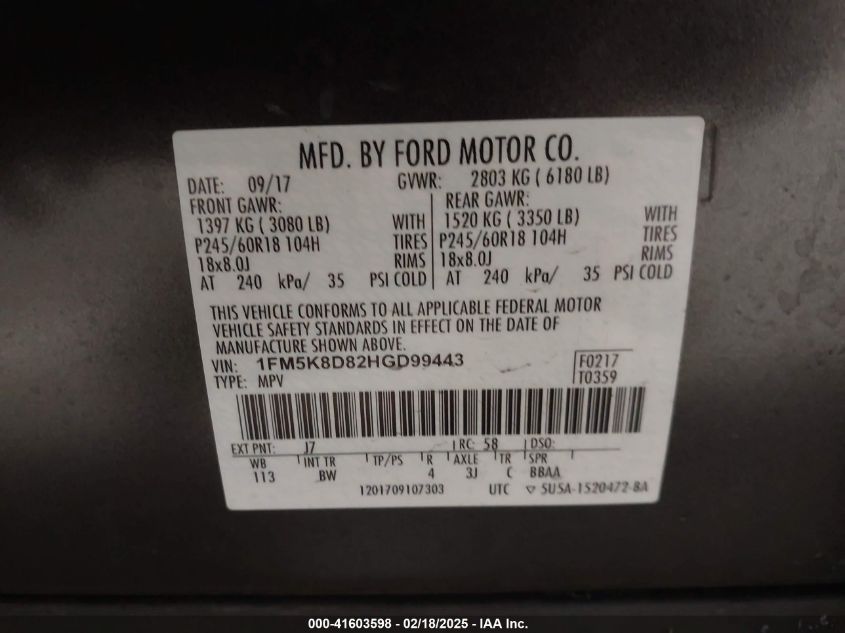 MFD. BY FORD MOTOR CO.
DATE: 09/17 GVWR: 2803 KG ( 6180 LB)
FRONT GAWR: REAR GAWR:
1397 KG ( 3080 LB) WITH 1520 KG ( 3350 LB) WITH
P245/60R18 104H TIRES P245/60R18 104H TIRES
18x8.0J RIMS 18x8.0J RIMS
AT 240 kPa/ 35 PSI COLD AT 240 kPa/ 35 PSI COLD
THIS VEHICLE CONFORMS TO ALL APPLICABLE FEDERAL MOTOR
VEHICLE SAFETY STANDARDS IN EFFECT ON THE DATE OF
MANUFACTURE SHOWN ABOVE.
VIN: 1FM5K8D82HGD99443 F0217
TYPE: MPV T0359
EXT PNT: J7 RC: 58 DSO:
WB INT TR TP/PS R AXLE TR SPR
113 BW 4 3J C BBAA
1201709107303 UTC ▽ SU5A-1520472-BA
000-41603598 - 02/18/2025 - IAA Inc.